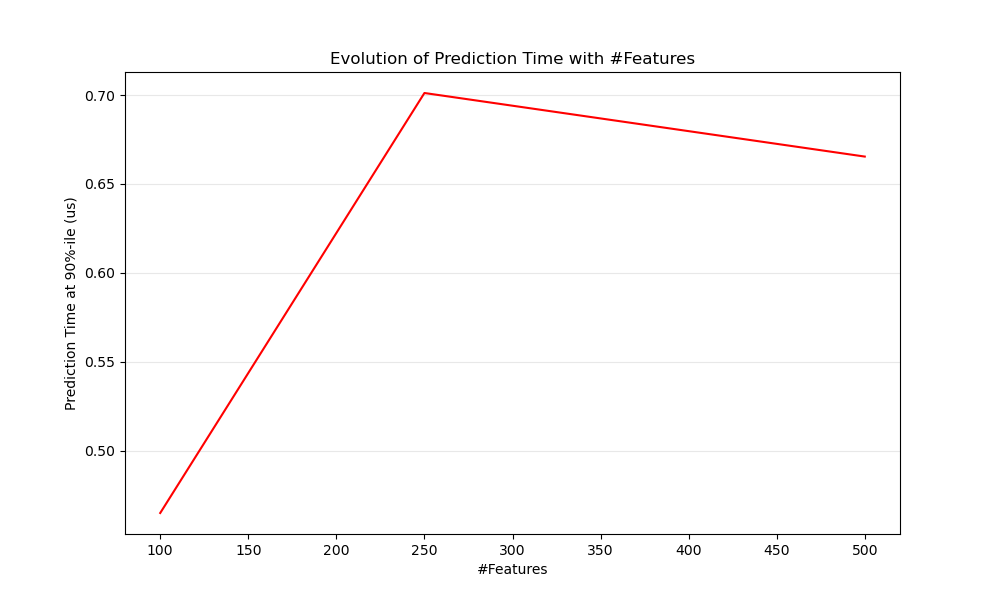 Evolution of Prediction Time with #Features
Prediction Time at 90%-ile (us)
0.70
0.65
0.60
0.55
0.50
100 150 200 250 300 350 400 450 500
#Features